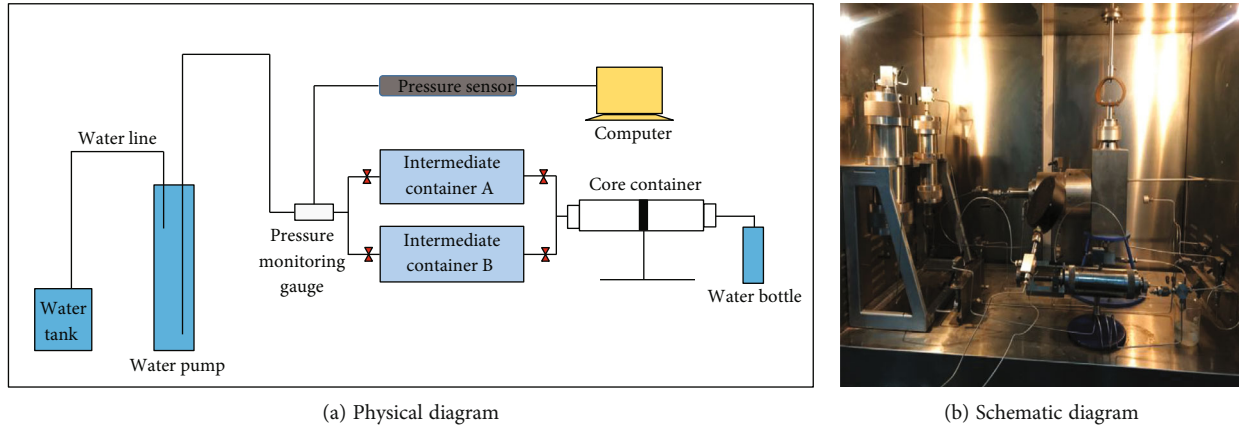 Pressure sensor
Computer
Water line
Intermediate
container A
Core container
Pressure
monitoring
gauge
Intermediate
container B
Water
tank
Water pump
Water bottle
(a) Physical diagram
(b) Schematic diagram